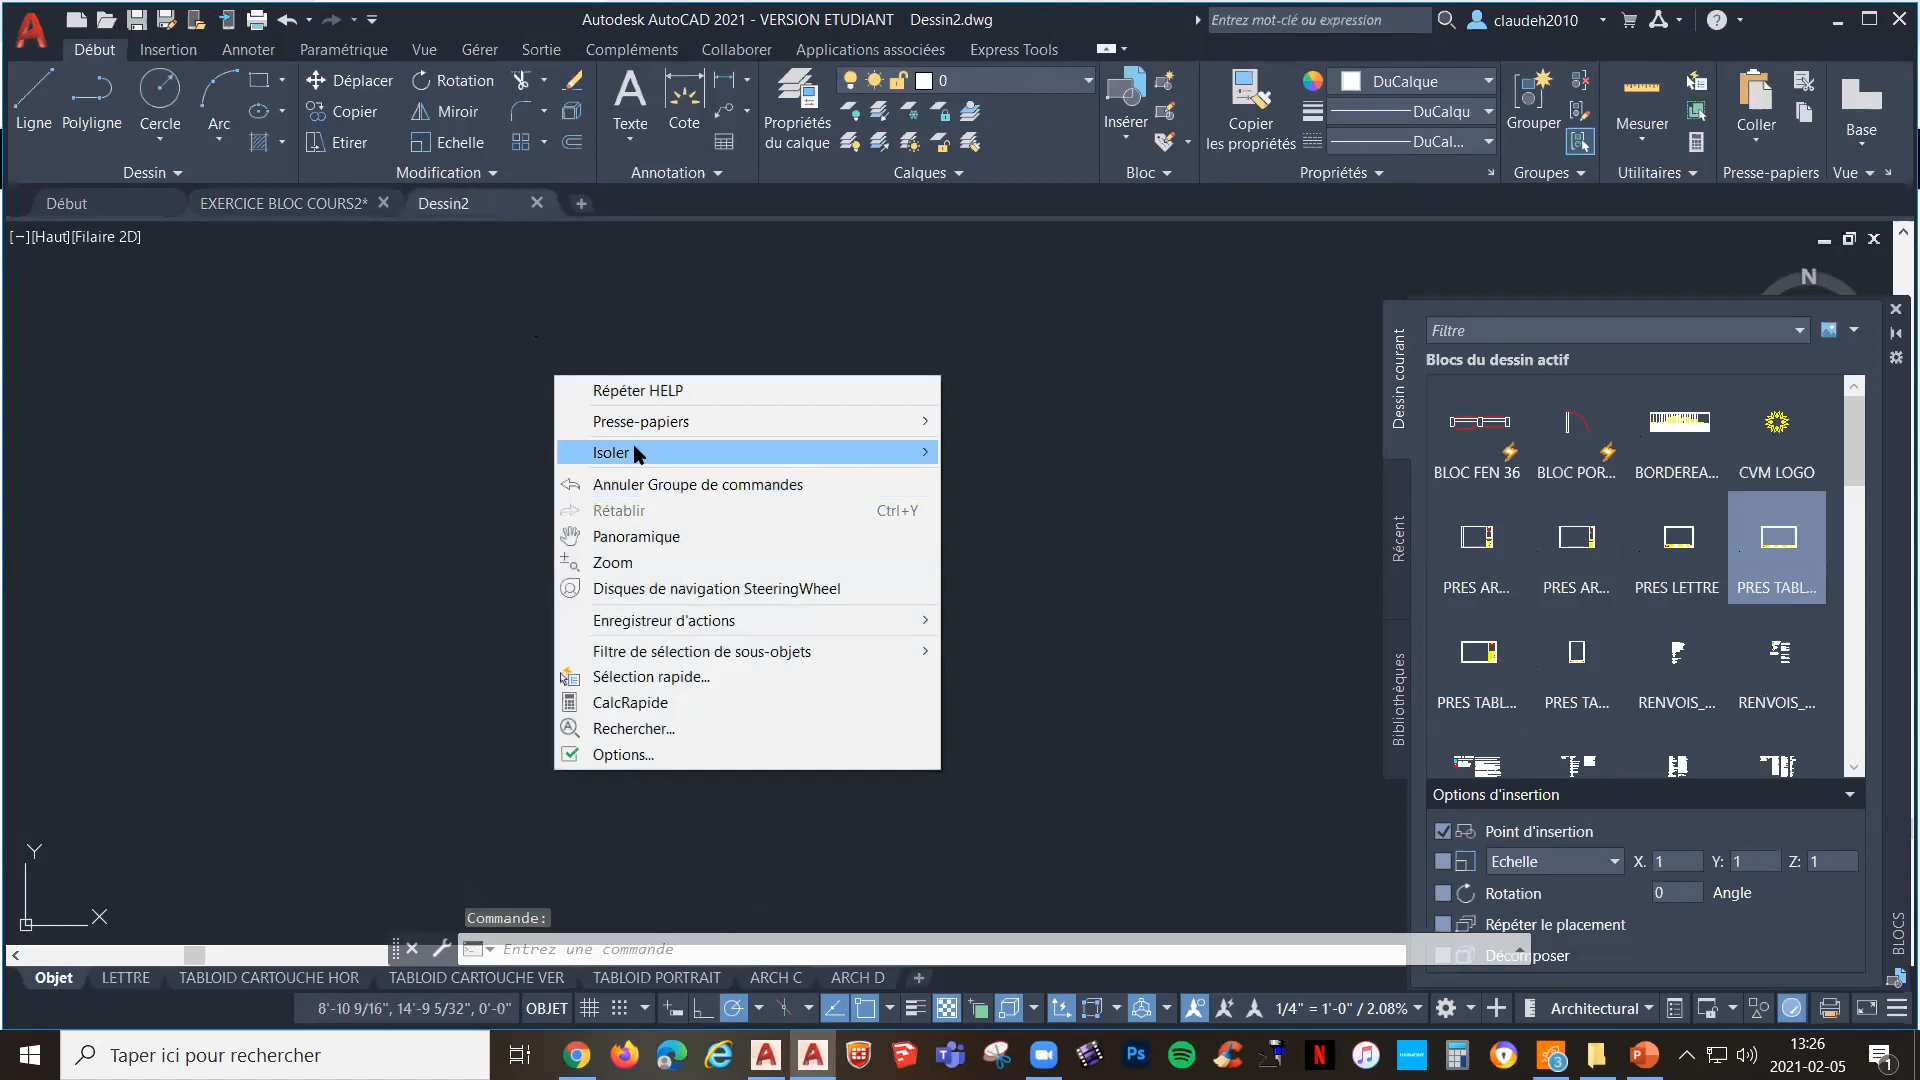 Autodesk AutoCAD 2021 - VERSION ETUDIANT Dessin2.dwg
Entrez mot-clé ou expression
claudeh2010
Début Insertion Annoter Paramétrique Vue Gérer Sortie Compléments Collaborer Applications associées Express Tools
Ligne Polyligne Cercle Arc
Déplacer Rotation
Copier Miroir
Etirer Echelle
Texte Cote
Propriétés du calque
0
Insérer
Copier les propriétés
DuCalque
DuCalqu
DuCal...
Grouper
Mesurer
Coller
Base
Dessin Modification Annotation Calques Bloc Propriétés Groupes Utilitaires Presse-papiers Vue
Début EXERCICE BLOC COURS2* Dessin2
[−][Haut][Filaire 2D]
N
Répéter HELP
Presse-papiers
Isoler
Annuler Groupe de commandes
Rétablir Ctrl+Y
Panoramique
Zoom
Disques de navigation SteeringWheel
Enregistreur d'actions
Filtre de sélection de sous-objets
Sélection rapide...
CalcRapide
Rechercher...
Options...
Dessin courant
Récent
Bibliothèques
Filtre
Blocs du dessin actif
BLOC FEN 36 BLOC POR... BORDEREA... CVM LOGO
PRES AR... PRES AR... PRES LETTRE PRES TABL...
PRES TABL... PRES TA... RENVOIS_... RENVOIS_...
Options d'insertion
Point d'insertion
Echelle X. 1 Y: 1 Z: 1
Rotation 0 Angle
Répéter le placement
Décomposer
BLOCS
Y
X
Commande:
Entrez une commande
Objet LETTRE TABLOID CARTOUCHE HOR TABLOID CARTOUCHE VER TABLOID PORTRAIT ARCH C ARCH D
8'-10 9/16", 14'-9 5/32", 0'-0" OBJET
1/4" = 1'-0" / 2.08%
Architectural
Taper ici pour rechercher
Ps
N
3
13:26
2021-02-05
1